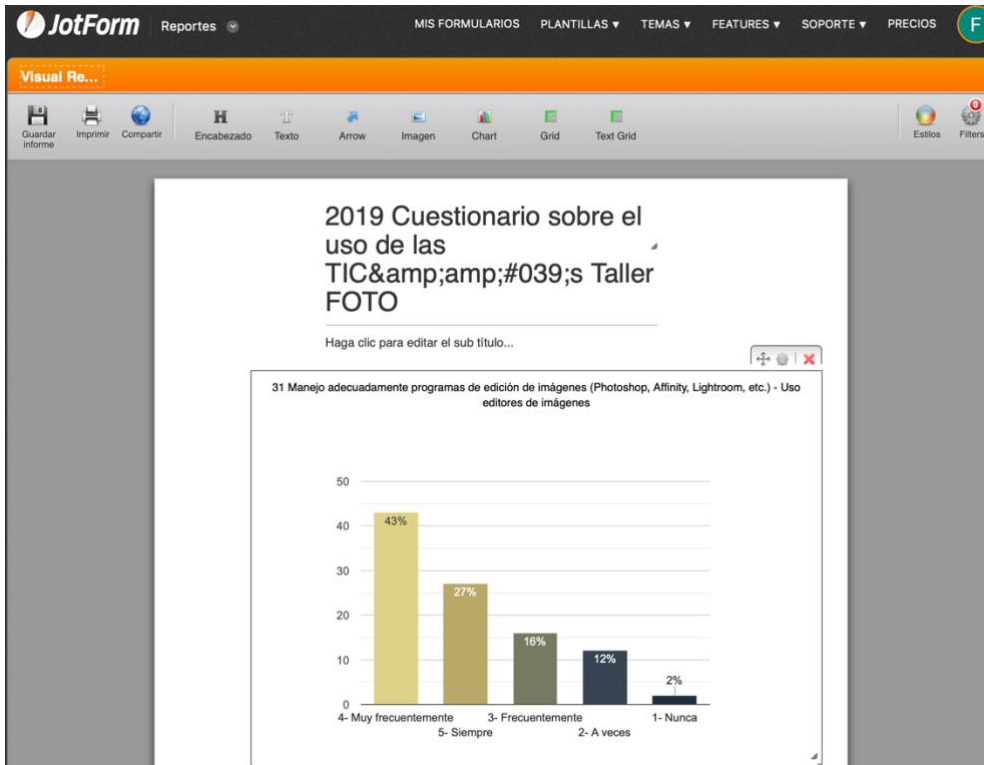 JotForm Reportes MIS FORMULARIOS PLANTILLAS ▾ TEMAS ▾ FEATURES ▾ SOPORTE ▾ PRECIOS F
Visual Re...
0
Guardar informe Imprimir Compartir Encabezado Texto Arrow Imagen Chart Grid Text Grid Estilos Filters
2019 Cuestionario sobre el
uso de las
TIC&amp;amp;#039;s Taller
FOTO
Haga clic para editar el sub título...
31 Manejo adecuadamente programas de edición de imágenes (Photoshop, Affinity, Lightroom, etc.) - Uso
editores de imágenes
50
40
30
20
10
0
43%
27%
16%
12%
2%
4- Muy frecuentemente 3- Frecuentemente 1- Nunca
5- Siempre 2- A veces